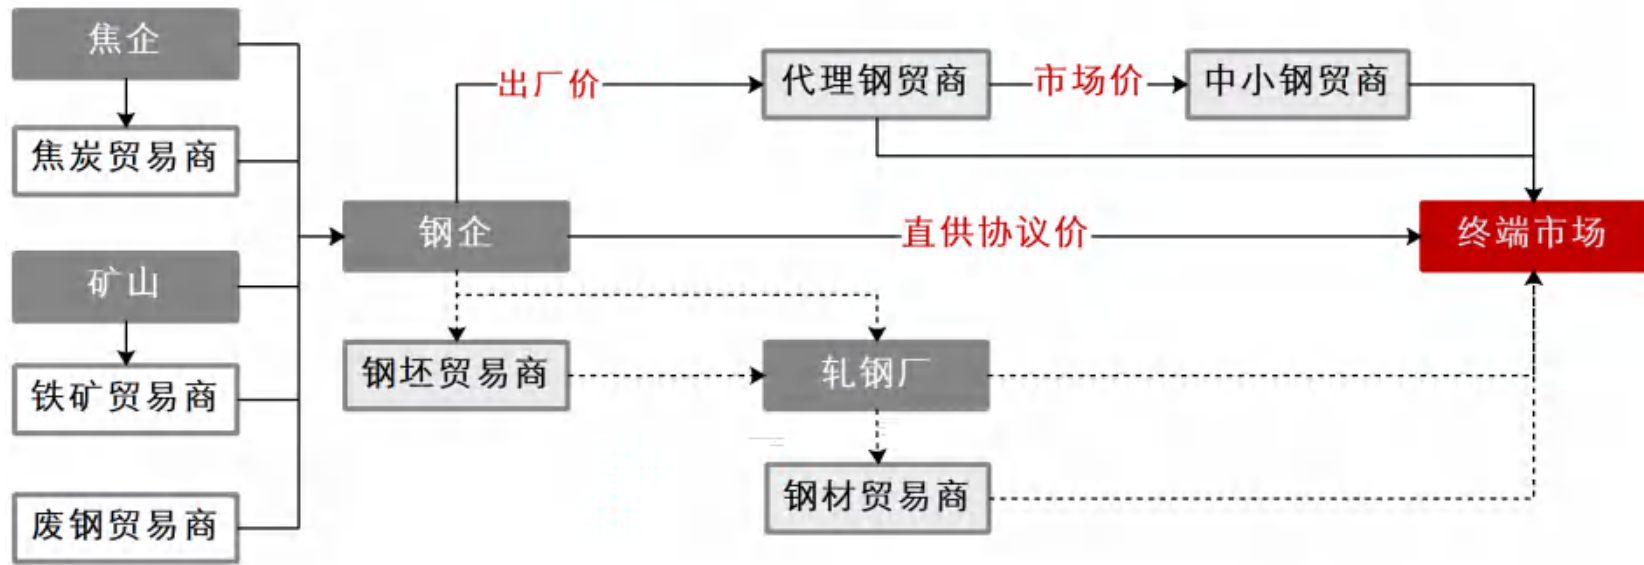 焦企
焦炭贸易商
矿山
铁矿贸易商
废钢贸易商
钢企
出厂价
代理钢贸商
市场价
中小钢贸商
直供协议价
终端市场
钢坯贸易商
轧钢厂
钢材贸易商